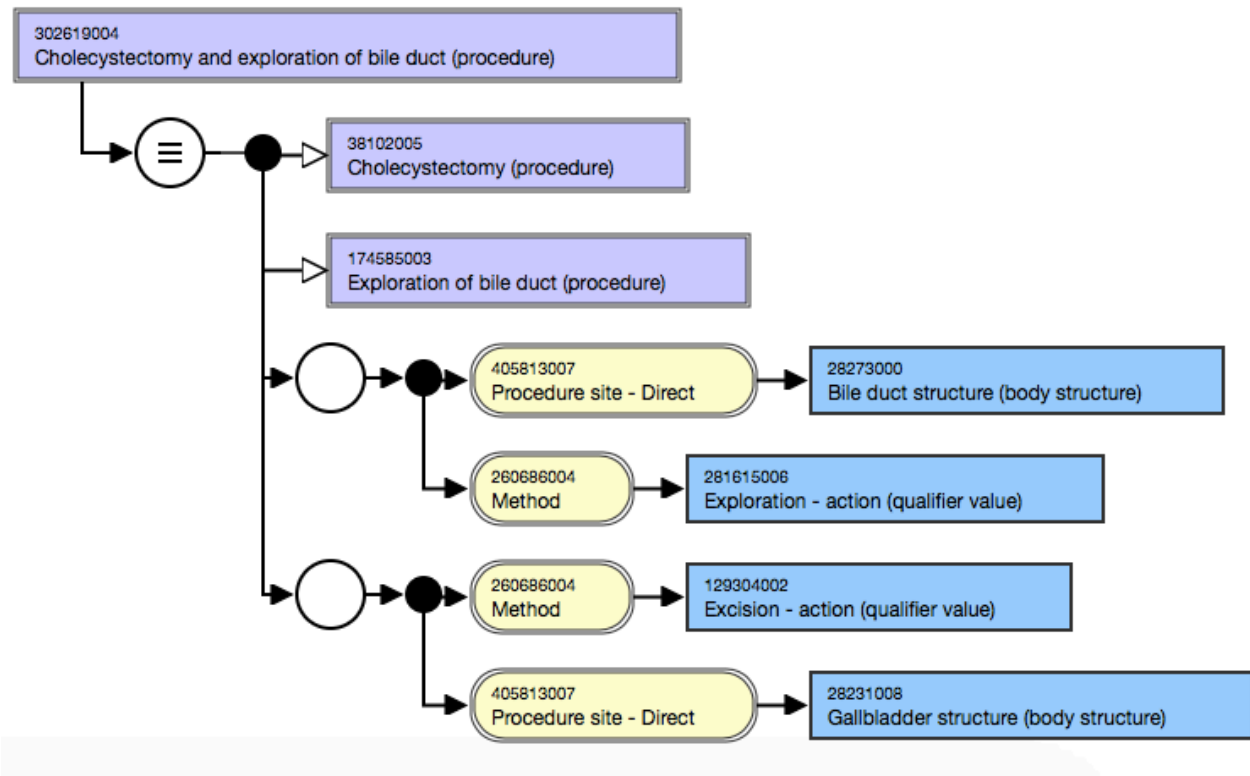 302619004
Cholecystectomy and exploration of bile duct (procedure)
≡
38102005
Cholecystectomy (procedure)
174585003
Exploration of bile duct (procedure)
405813007
Procedure site - Direct
28273000
Bile duct structure (body structure)
260686004
Method
281615006
Exploration - action (qualifier value)
260686004
Method
129304002
Excision - action (qualifier value)
405813007
Procedure site - Direct
28231008
Gallbladder structure (body structure)